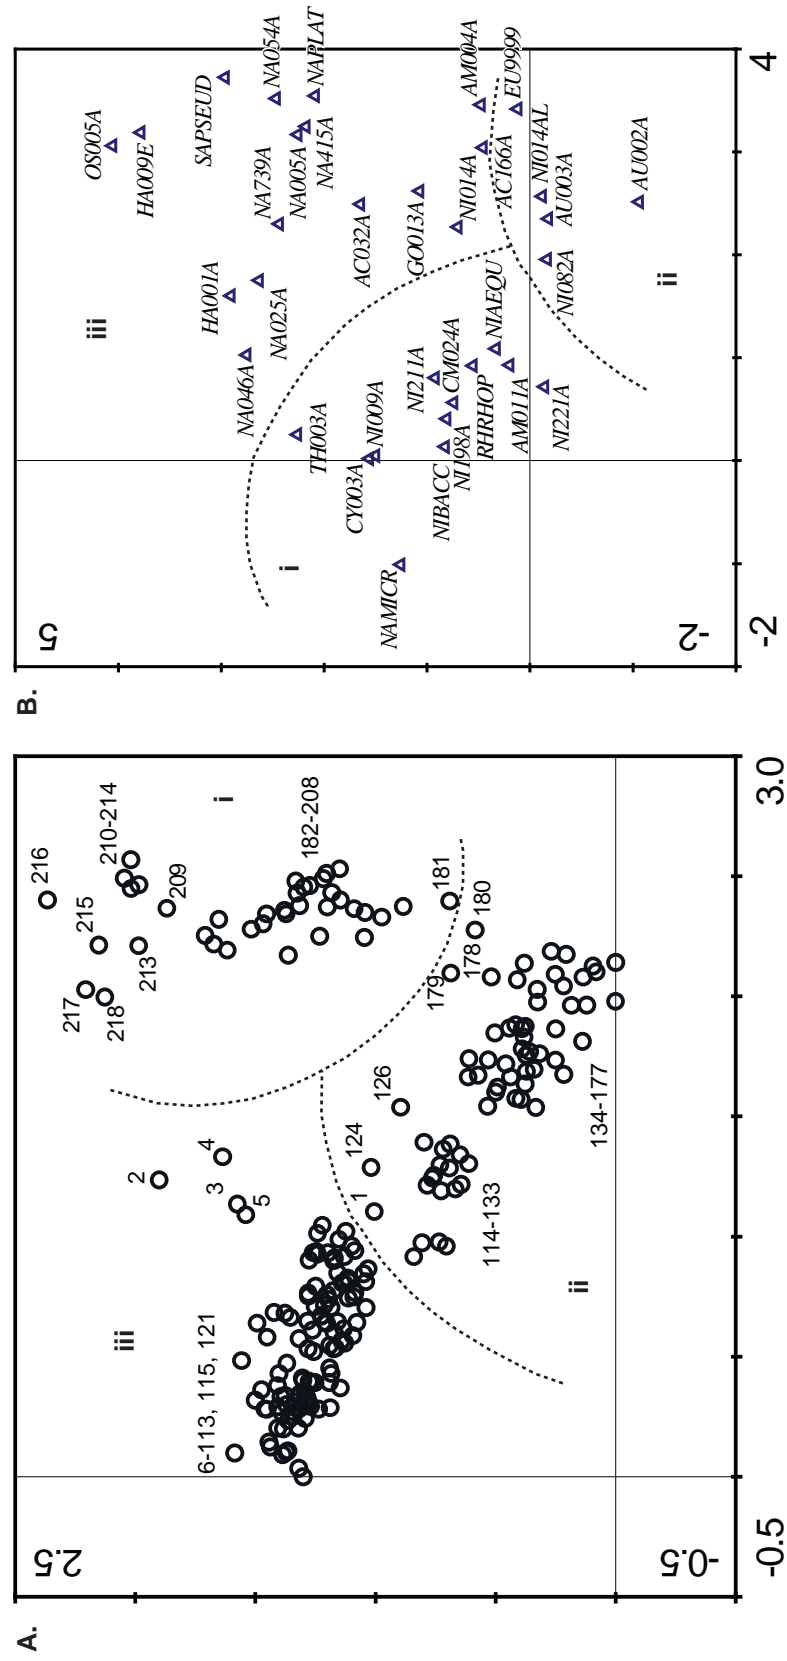 A.
2.5
-0.5
-0.5
3.0
i
ii
iii
217
218
215
216
210-214
213
209
182-208
181
180
179
178
2
3
4
5
1
124
126
6-113, 115, 121
114-133
134-177
B.
5
-2
-2
4
i
ii
iii
OS005A
HA009E
SAPSEUD
NA054A
NAPLAT
NA739A
NA005A
NA415A
HA001A
NA025A
NA046A
AC032A
GO013A
NI014A
AM004A
EU9999
AC166A
NI014AL
AU003A
AU002A
NI082A
TH003A
CY003A
NI009A
NAMICR
NI211A
CM024A
NIAEQU
NIBACC
NI198A
RHRHOP
AM011A
NI221A